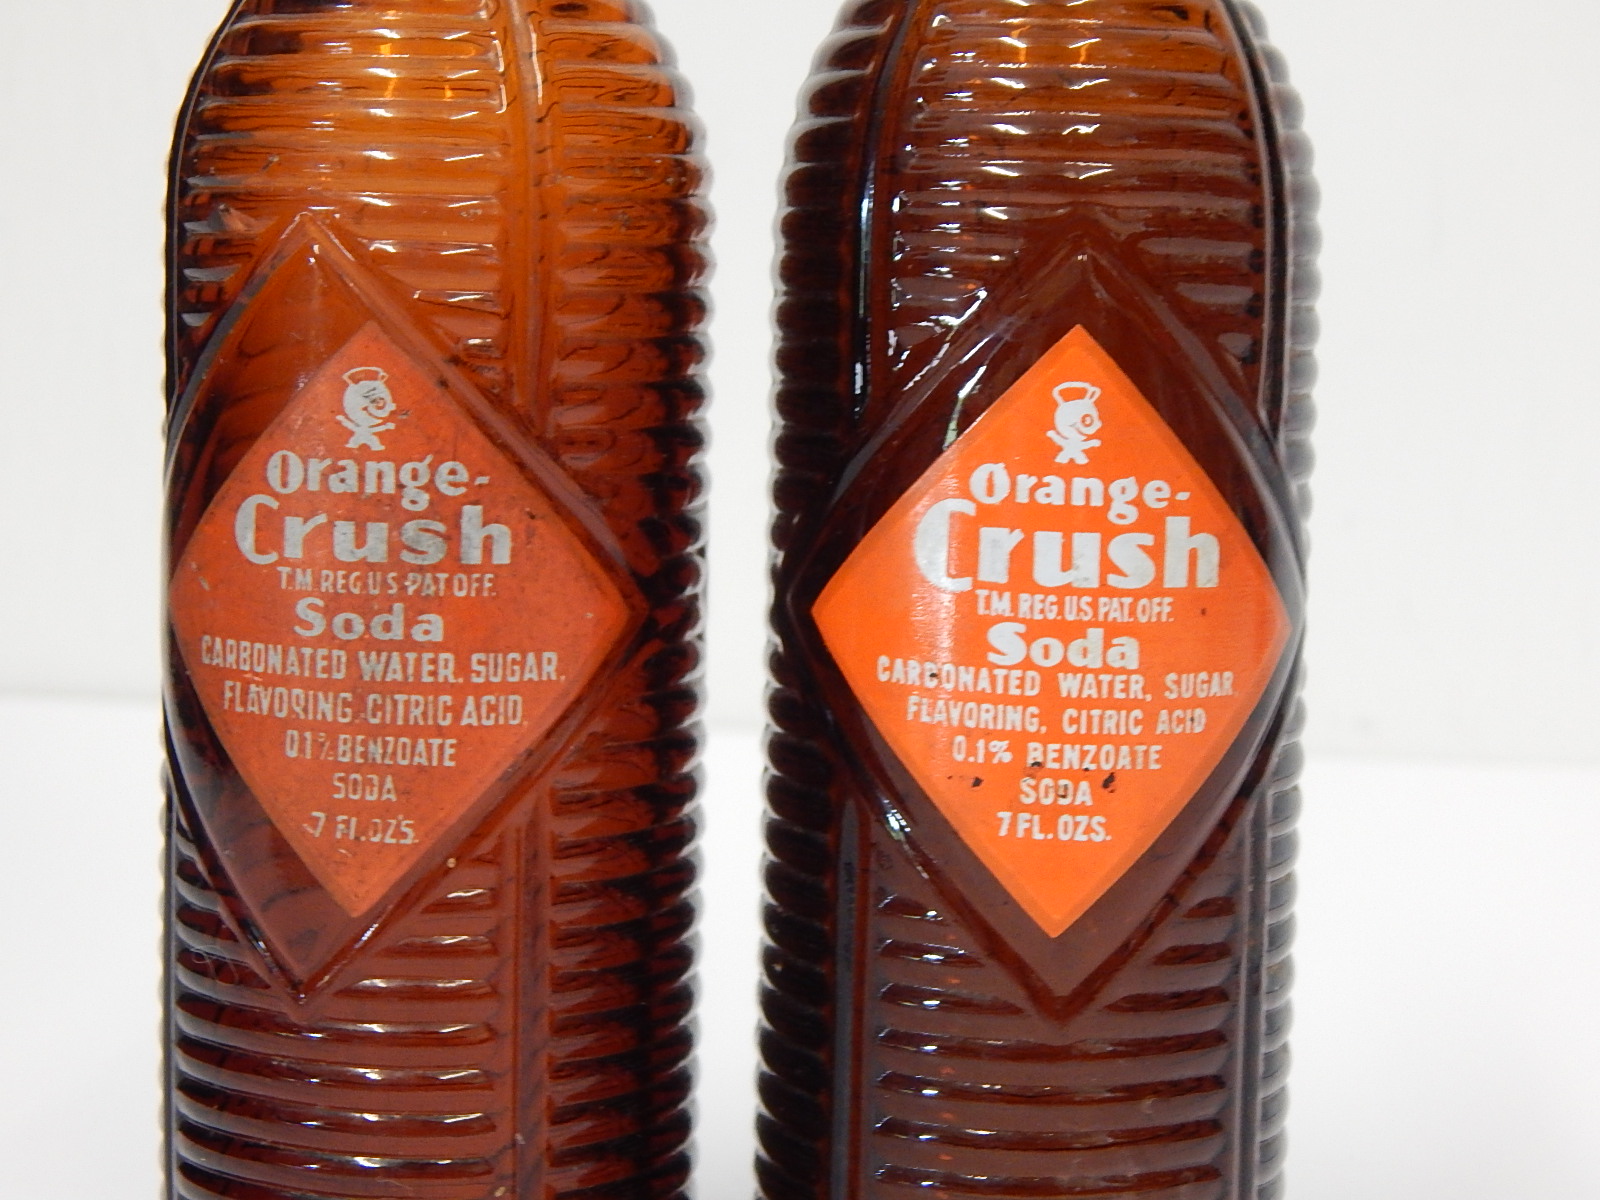 Orange-
Crush
T.M. REG. U S PAT OFF.
Soda
CARBONATED WATER, SUGAR,
FLAVORING, CITRIC ACID,
0.1% BENZOATE
SODA
7 FL. OZ'S.
Orange-
Crush
T.M. REG. U.S. PAT. OFF.
Soda
CARBONATED WATER, SUGAR,
FLAVORING, CITRIC ACID
0.1% BENZOATE
SODA
7 FL. OZS.